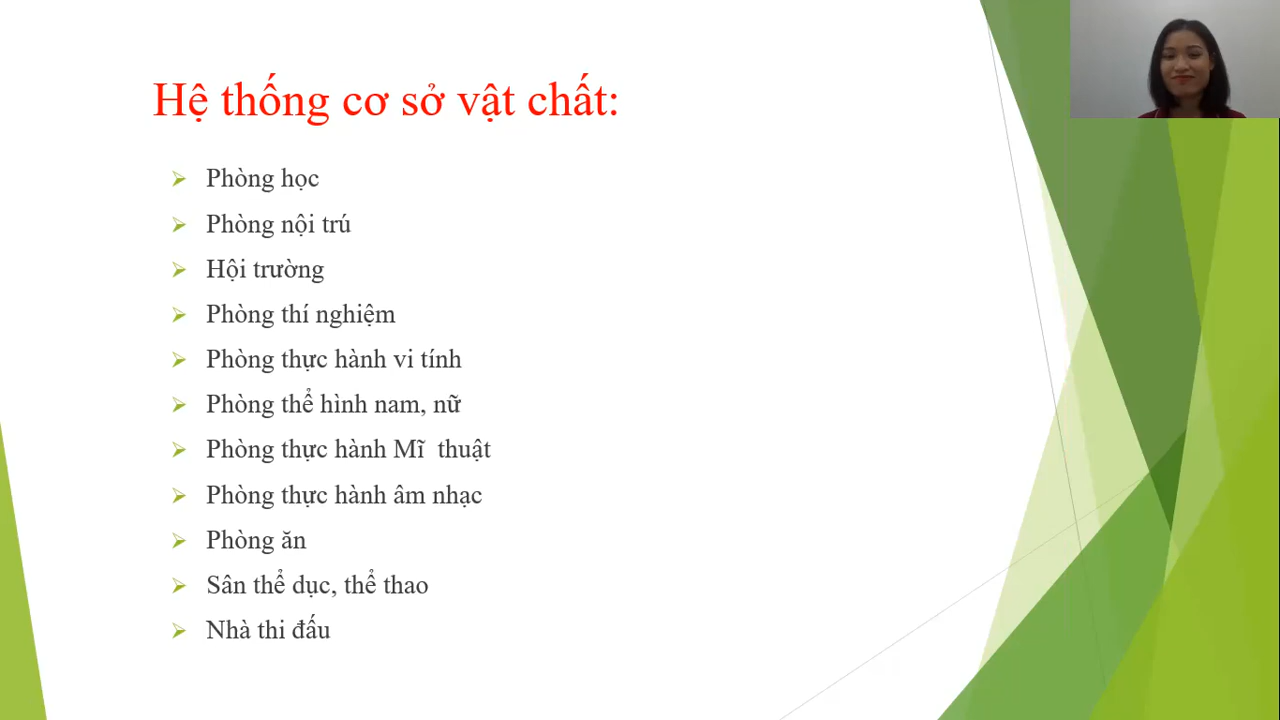 Hệ thống cơ sở vật chất:
Phòng học
Phòng nội trú
Hội trường
Phòng thí nghiệm
Phòng thực hành vi tính
Phòng thể hình nam, nữ
Phòng thực hành Mĩ  thuật
Phòng thực hành âm nhạc
Phòng ăn
Sân thể dục, thể thao
Nhà thi đấu